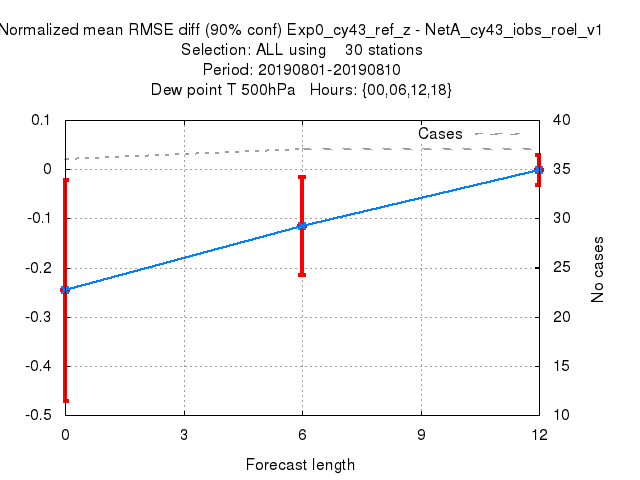 Normalized mean RMSE diff (90% conf) Exp0_cy43_ref_z - NetA_cy43_iobs_roel_v1
Selection: ALL using    30 stations
Period: 20190801-20190810
Dew point T 500hPa   Hours: {00,06,12,18}
Cases
0.1
0
-0.1
-0.2
-0.3
-0.4
-0.5
40
35
30
25
20
15
10
No cases
0 3 6 9 12
Forecast length